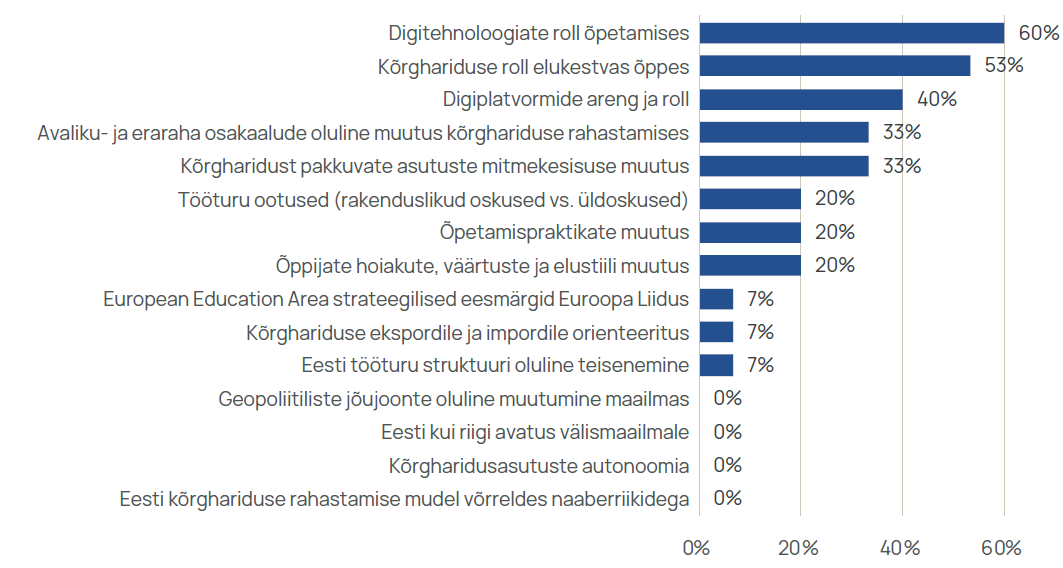 Digitehnoloogiate roll õpetamises 60%
Kõrghariduse roll elukestvas õppes 53%
Digiplatvormide areng ja roll 40%
Avaliku- ja eraraha osakaalude oluline muutus kõrghariduse rahastamises 33%
Kõrgharidust pakkuvate asutuste mitmekesisuse muutus 33%
Tööturu ootused (rakenduslikud oskused vs. üldoskused) 20%
Õpetamispraktikate muutus 20%
Õppijate hoiakute, väärtuste ja elustiili muutus 20%
European Education Area strateegilised eesmärgid Euroopa Liidus 7%
Kõrghariduse ekspordile ja impordile orienteeritus 7%
Eesti tööturu struktuuri oluline teisenemine 7%
Geopoliitiliste jõujoonte oluline muutumine maailmas 0%
Eesti kui riigi avatus välismaailmale 0%
Kõrgharidusasutuste autonoomia 0%
Eesti kõrghariduse rahastamise mudel võrreldes naaberriikidega 0%
0% 20% 40% 60%